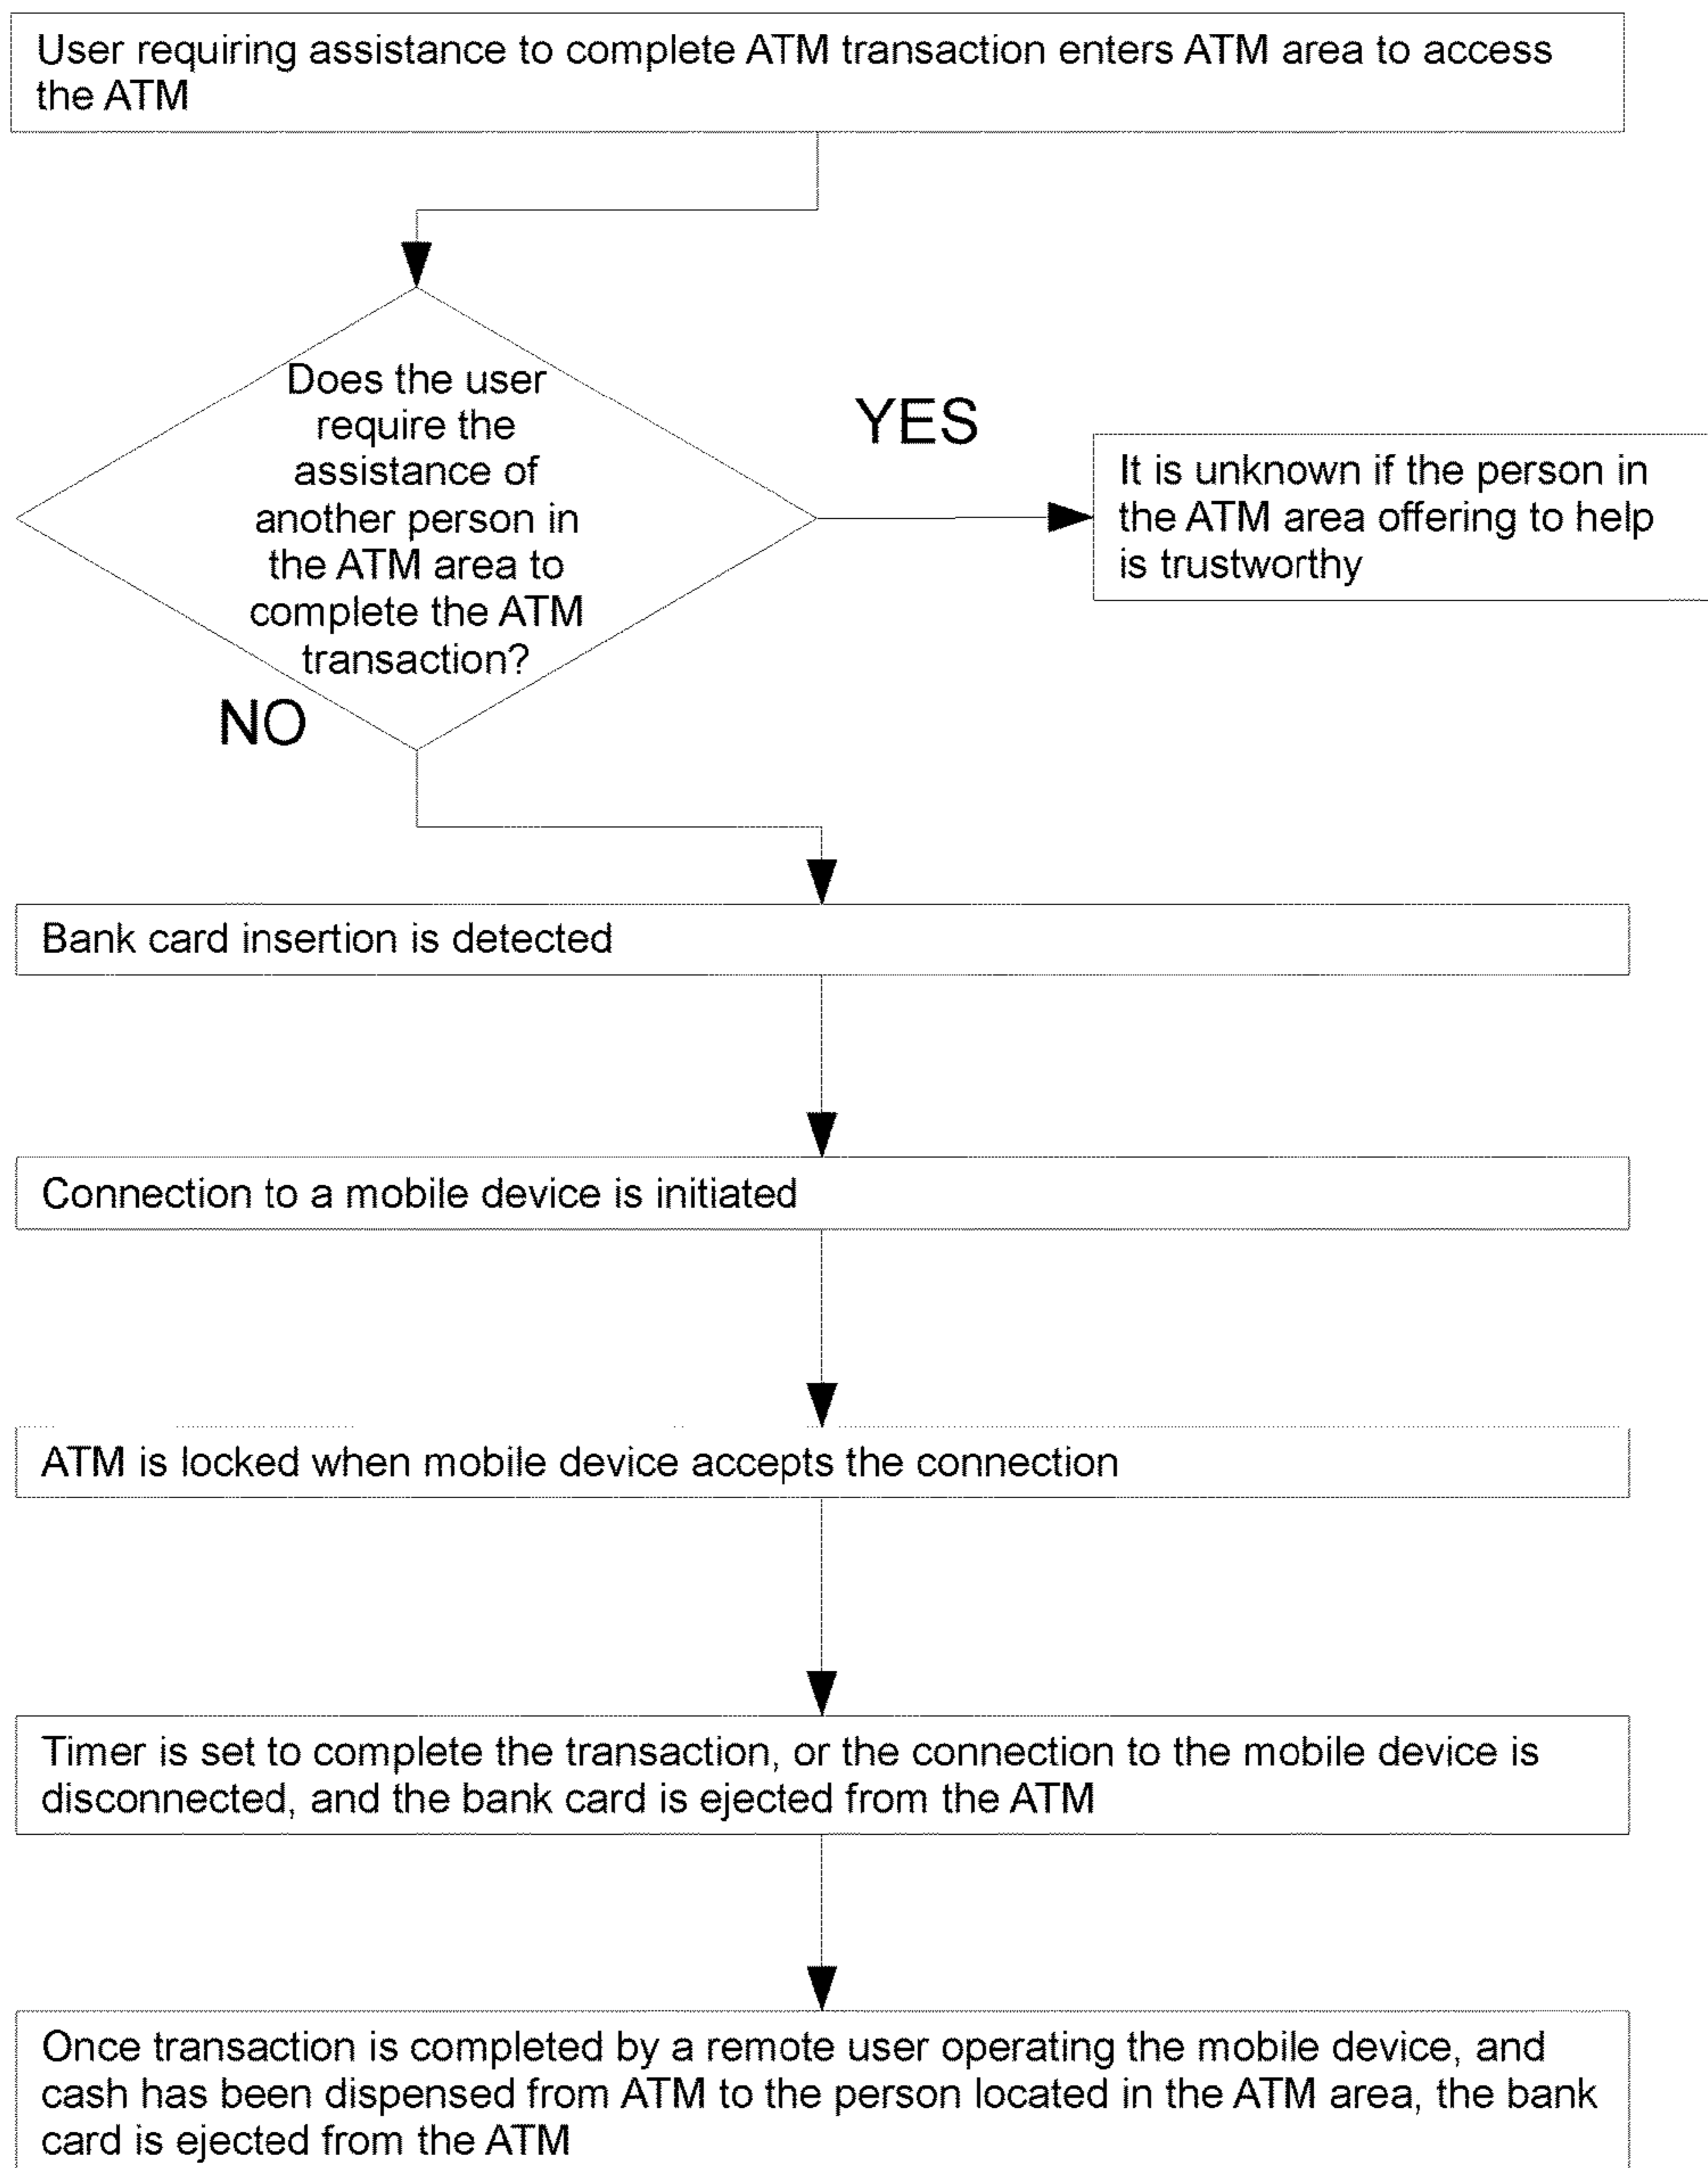 User requiring assistance to complete ATM transaction enters ATM area to access
the ATM
Does the user
require the
assistance of
another person in
the ATM area to
complete the ATM
transaction?
YES
It is unknown if the person in
the ATM area offering to help
is trustworthy
NO
Bank card insertion is detected
Connection to a mobile device is initiated
ATM is locked when mobile device accepts the connection
Timer is set to complete the transaction, or the connection to the mobile device is
disconnected, and the bank card is ejected from the ATM
Once transaction is completed by a remote user operating the mobile device, and
cash has been dispensed from ATM to the person located in the ATM area, the bank
card is ejected from the ATM